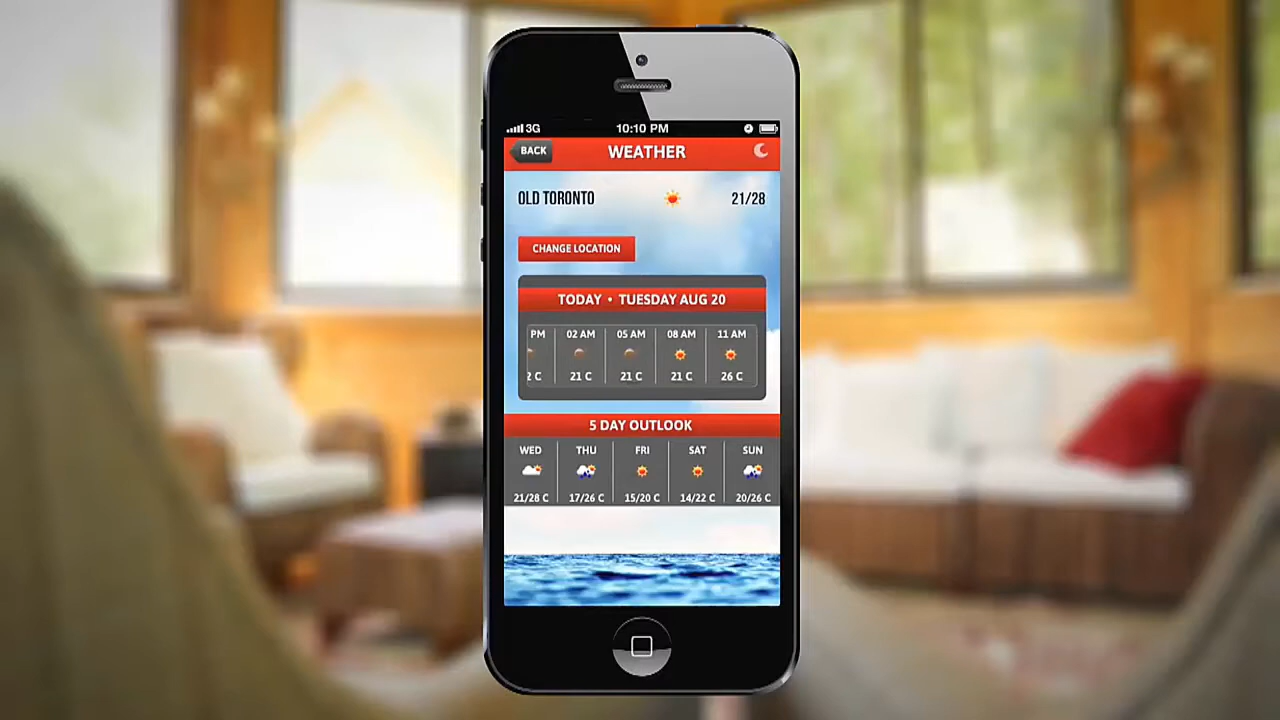 3G 10:10 PM
BACK WEATHER
OLD TORONTO 21/28
CHANGE LOCATION
TODAY • TUESDAY AUG 20
PM 02 AM 05 AM 08 AM 11 AM
2 C 21 C 21 C 21 C 26 C
5 DAY OUTLOOK
WED THU FRI SAT SUN
21/28 C 17/26 C 15/20 C 14/22 C 20/26 C